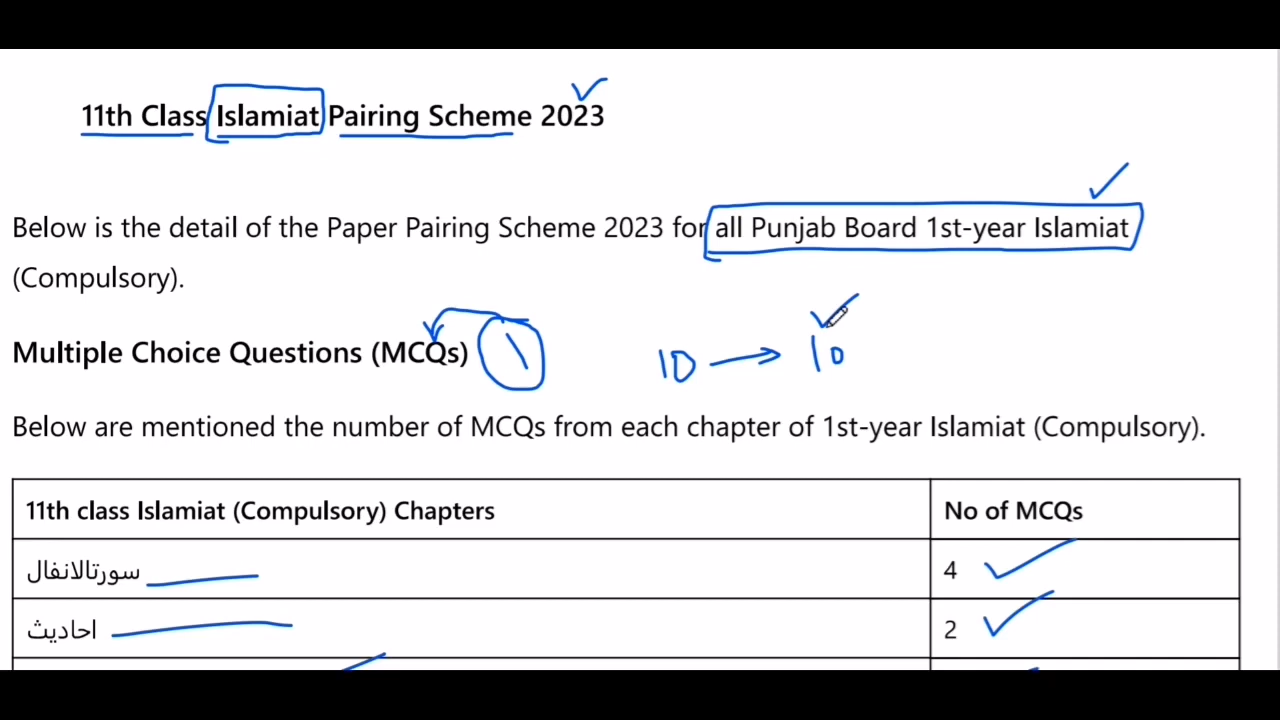 11th Class Islamiat Pairing Scheme 2023
Below is the detail of the Paper Pairing Scheme 2023 for all Punjab Board 1st-year Islamiat
(Compulsory).
Multiple Choice Questions (MCQs) 1 10 → 10
Below are mentioned the number of MCQs from each chapter of 1st-year Islamiat (Compulsory).
11th class Islamiat (Compulsory) Chapters No of MCQs
سورتالانفال 4
احادیث 2